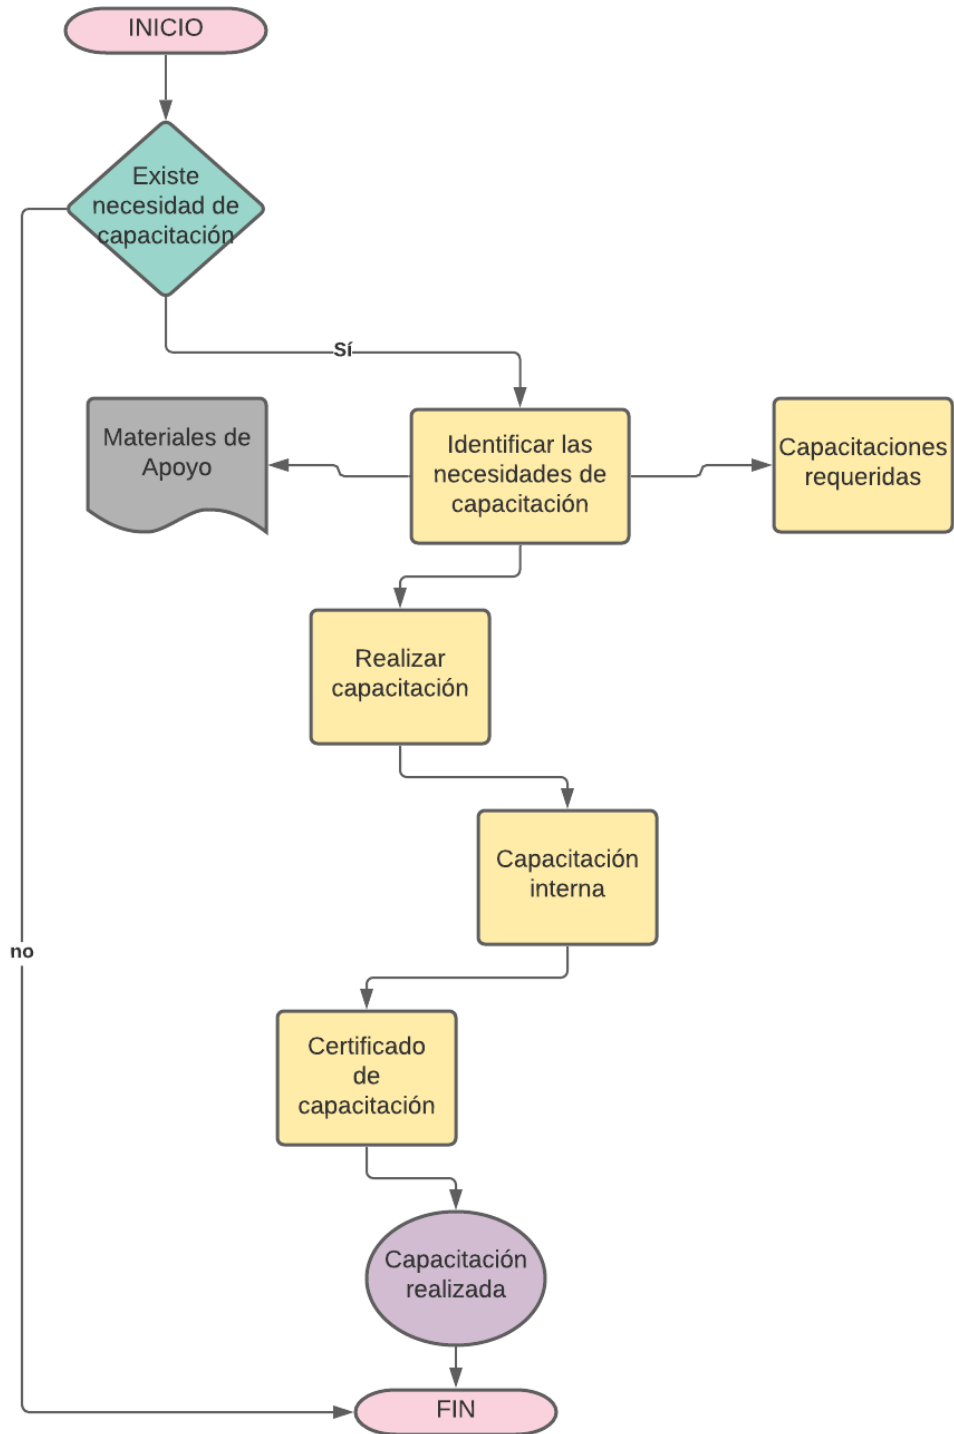 INICIO
Existe
necesidad de
capacitación
Sí
Materiales de
Apoyo
Identificar las
necesidades de
capacitación
Capacitaciones
requeridas
Realizar
capacitación
Capacitación
interna
no
Certificado
de
capacitación
Capacitación
realizada
FIN